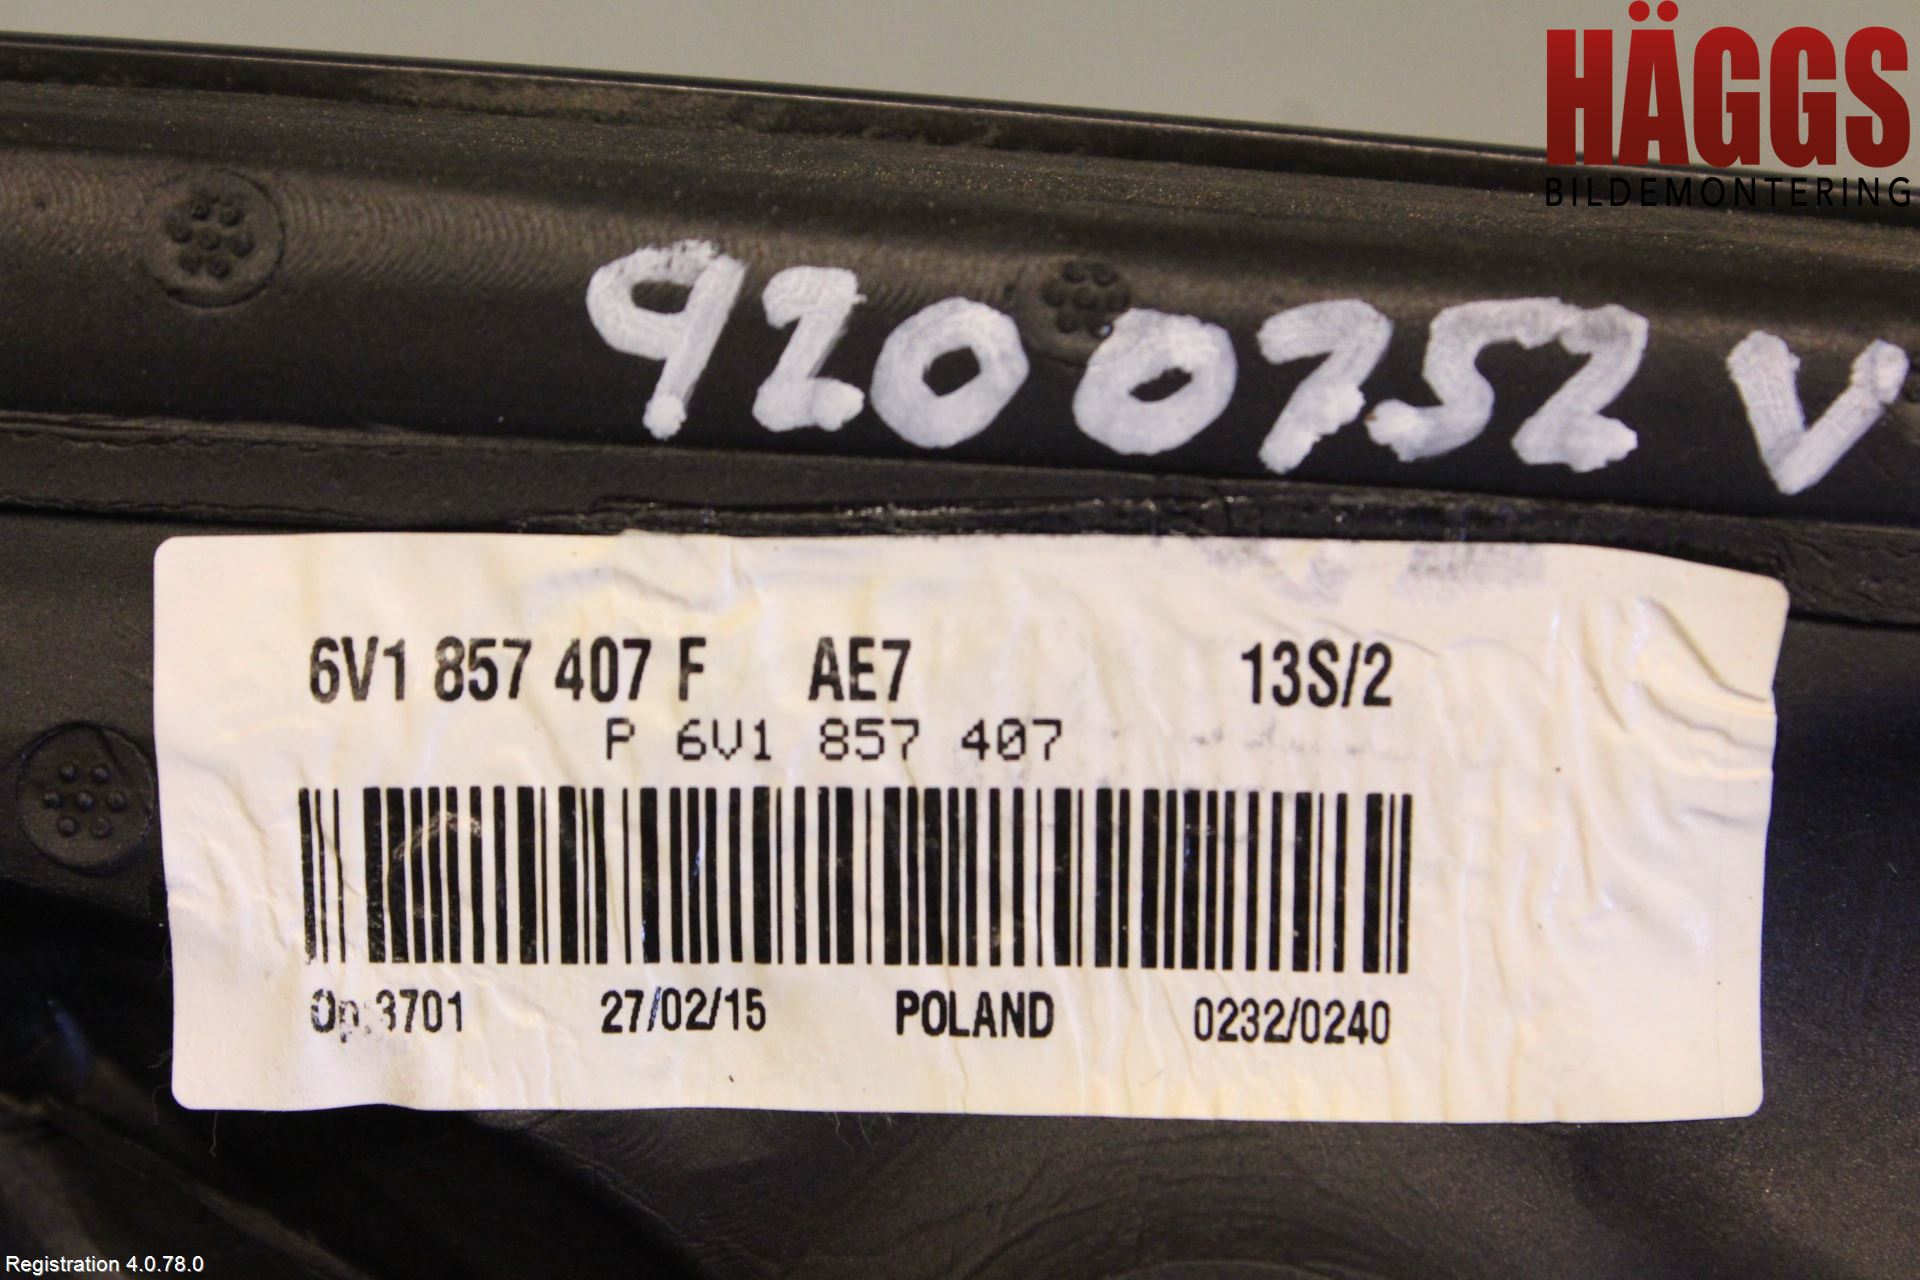 HÄGGS
BILDEMONTERING
9200752 V
6V1 857 407 F AE7 13S/2
P 6V1 857 407
Op:3701 27/02/15 POLAND 0232/0240
Registration 4.0.78.0